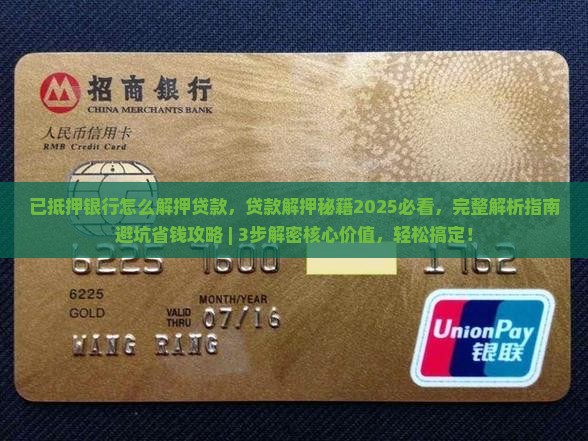 招商銀行
CHINA MERCHANTS BANK
人民币信用卡
RMB Credit Card
已抵押银行怎么解押贷款，贷款解押秘籍2025必看，完整解析指南
避坑省钱攻略 | 3步解密核心价值，轻松搞定！
6225 7600 1762
6225
MONTH/YEAR
GOLD
VALID THRU 07/16
WANG RANG
UnionPay
银联